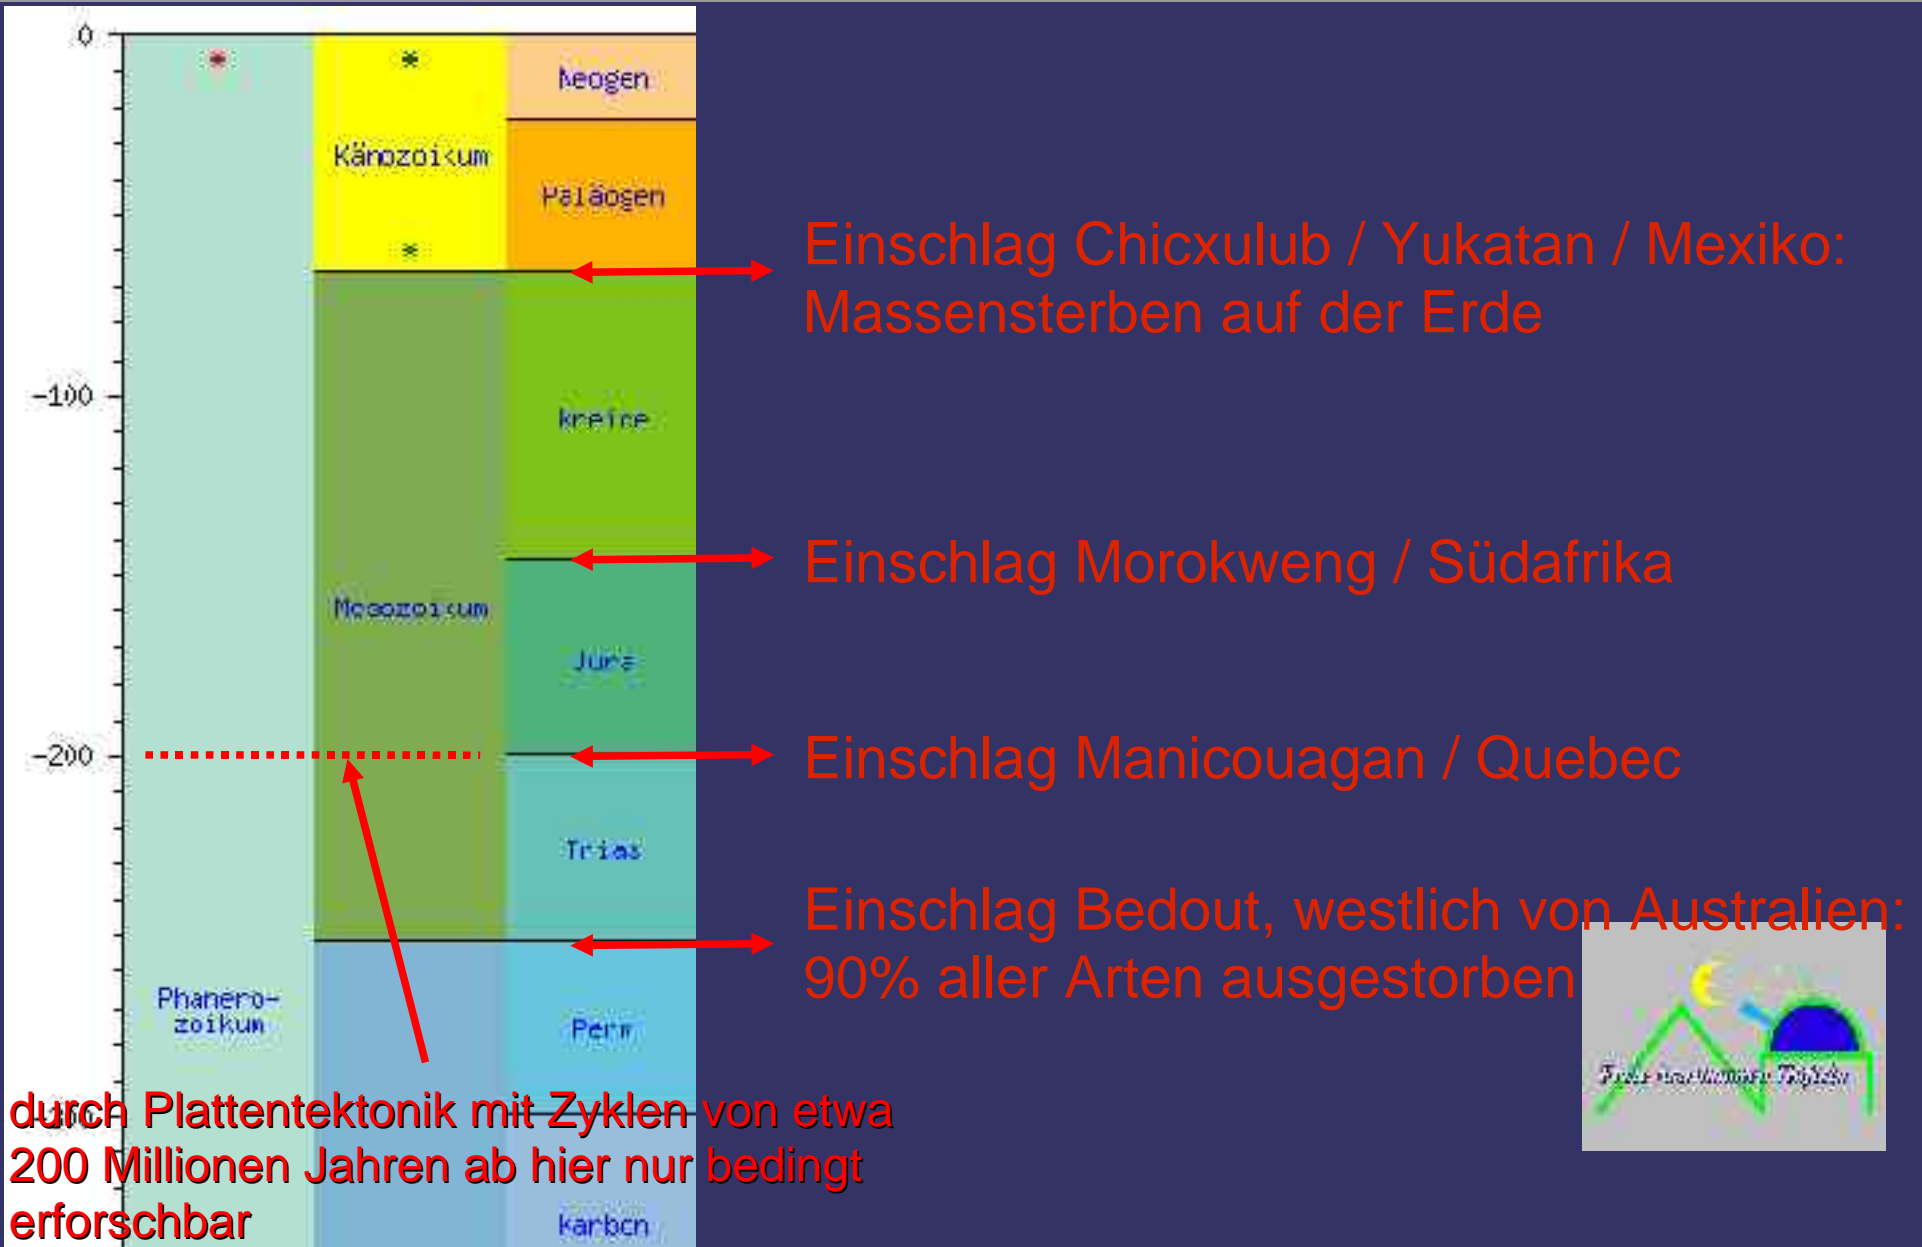 0
*
*
Neogen
Känozoikum
Paläogen
*
Einschlag Chicxulub / Yukatan / Mexiko:
Massensterben auf der Erde
-100
Kreide
Einschlag Morokweng / Südafrika
Mesozoikum
Jura
-200
Einschlag Manicouagan / Quebec
Trias
Einschlag Bedout, westlich von Australien:
90% aller Arten ausgestorben
Phanero-
zoikum
Perm
-300
durch Plattentektonik mit Zyklen von etwa
200 Millionen Jahren ab hier nur bedingt
erforschbar
Karbon